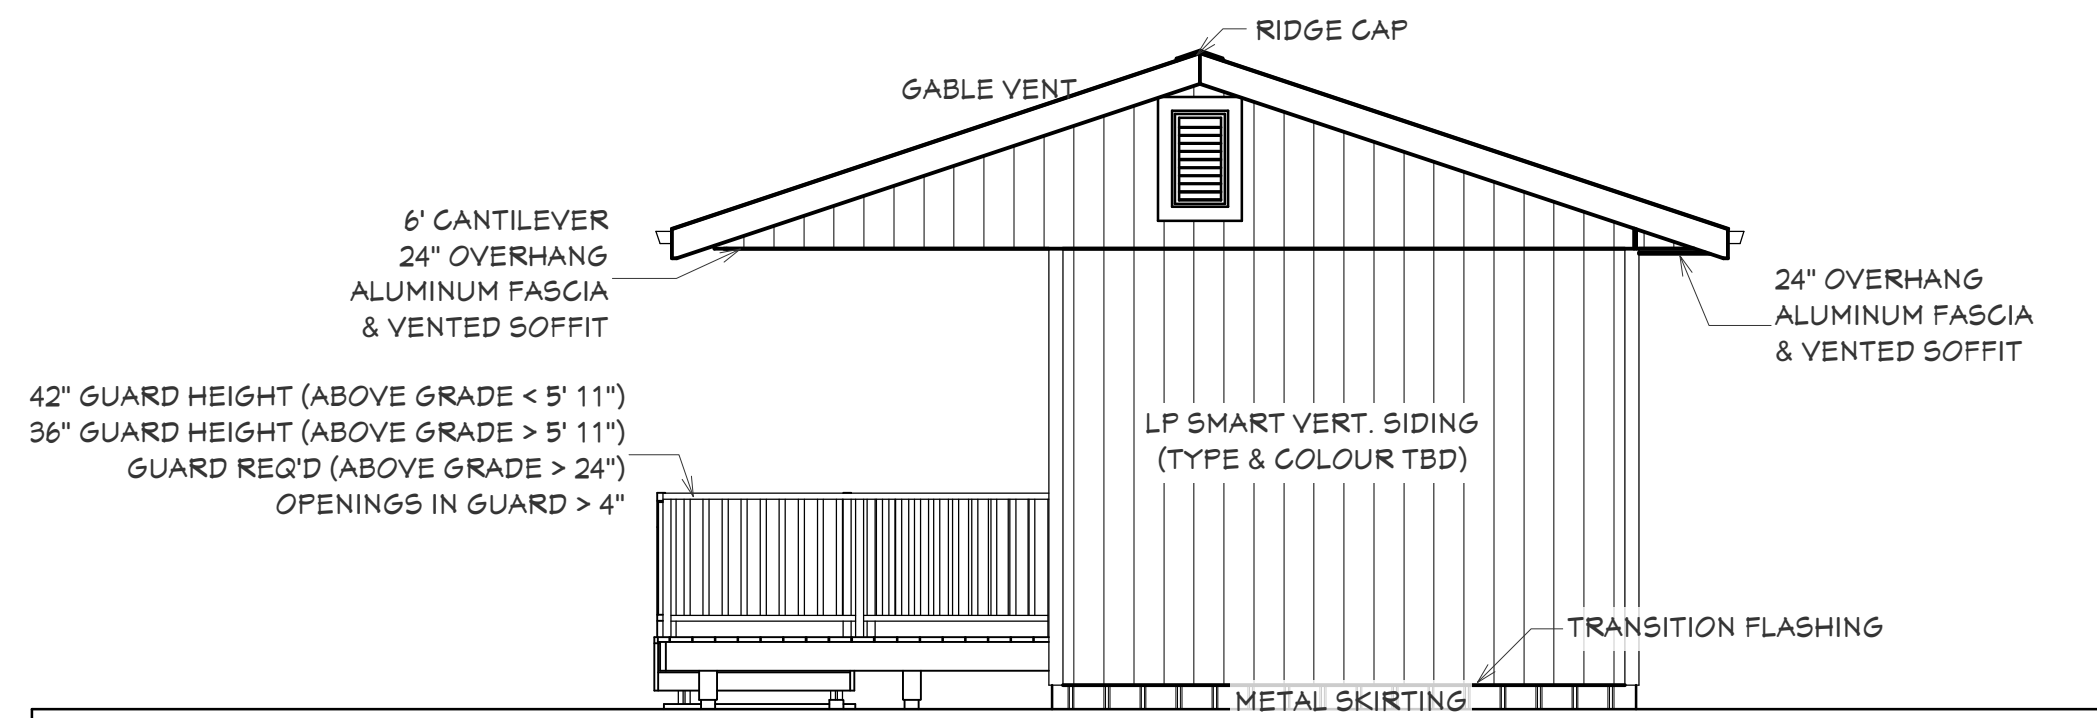 RIDGE CAP
GABLE VENT
6' CANTILEVER
24" OVERHANG
ALUMINUM FASCIA
& VENTED SOFFIT
24" OVERHANG
ALUMINUM FASCIA
& VENTED SOFFIT
42" GUARD HEIGHT (ABOVE GRADE < 5' 11")
36" GUARD HEIGHT (ABOVE GRADE > 5' 11")
GUARD REQ'D (ABOVE GRADE > 24")
OPENINGS IN GUARD > 4"
LP SMART VERT. SIDING
(TYPE & COLOUR TBD)
TRANSITION FLASHING
METAL SKIRTING